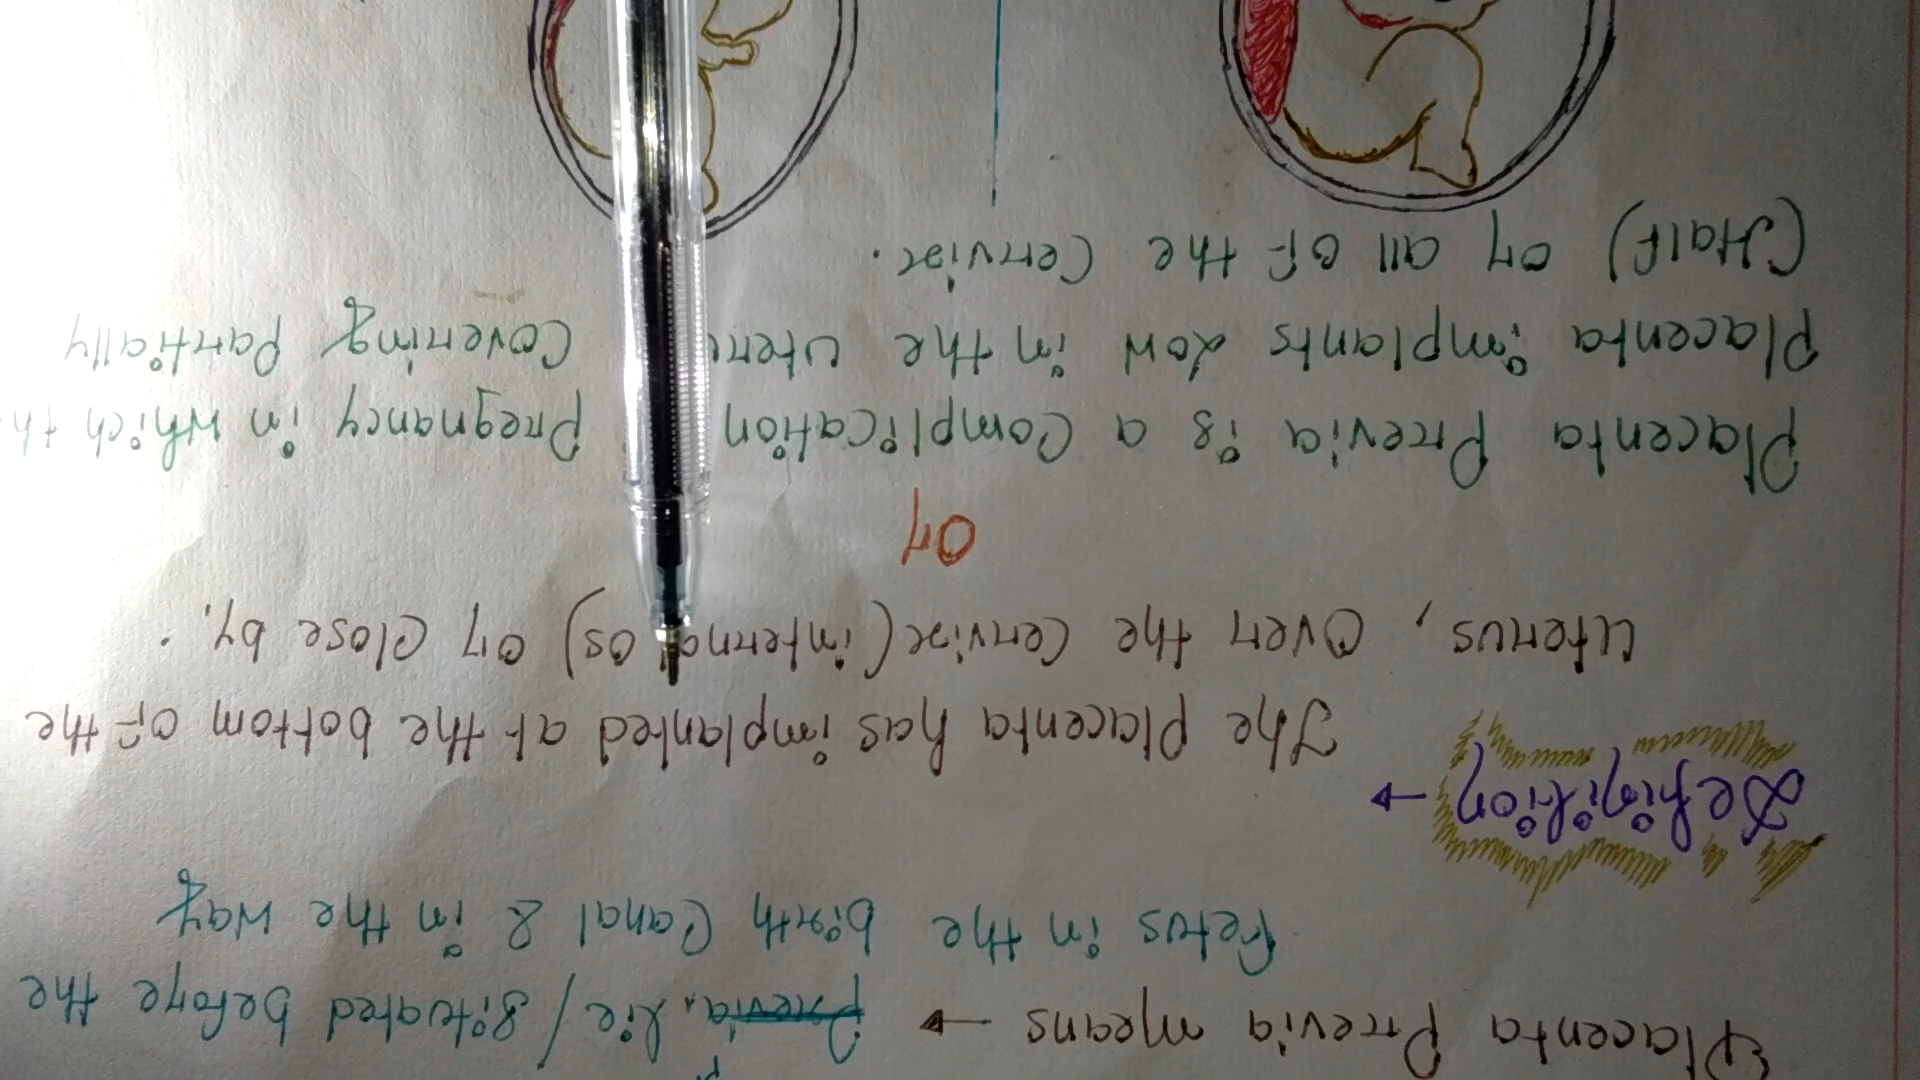 Placenta Previa means → Previa. lie / situated before the
fetus in the birth Canal & in the way
Definition →
The placenta has implanted at the bottom of the
uterus, over the Cervix (internal os) or close by.
or
Placenta Previa is a Complication pregnancy in which th
placenta implants low in the uteru Covering partially
(Half) or all of the Cervix.